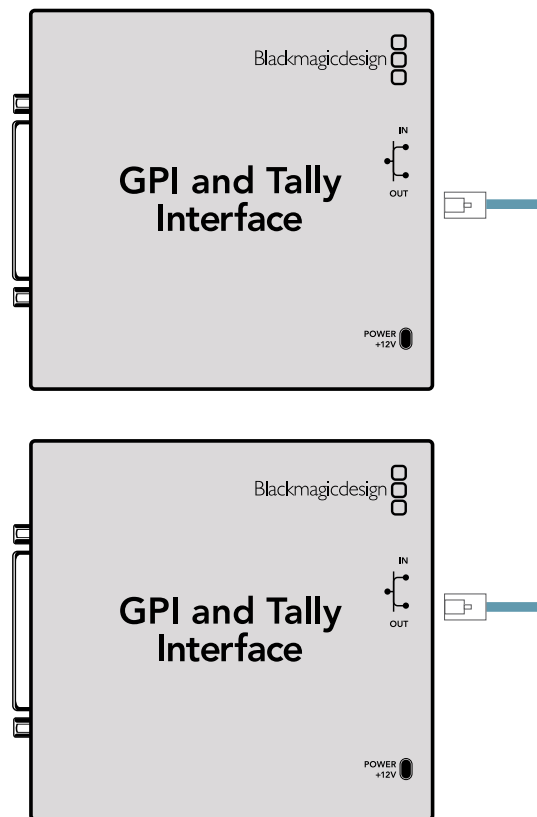 Blackmagicdesign
IN
OUT
GPI and Tally
Interface
POWER
+12V
Blackmagicdesign
IN
OUT
GPI and Tally
Interface
POWER
+12V